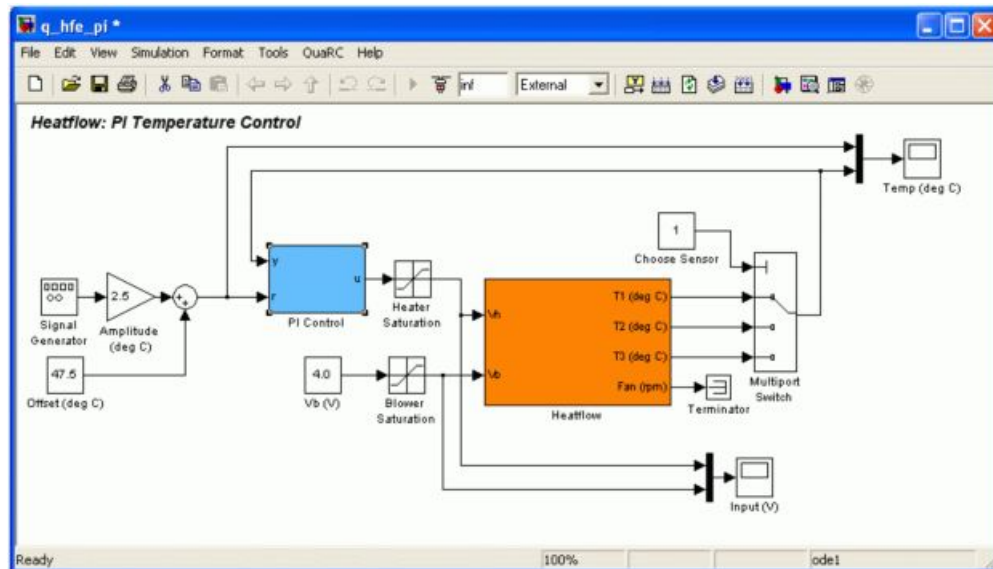 q_hfe_pi *
File Edit View Simulation Format Tools QuaRC Help
inf External
Heatflow: PI Temperature Control
Temp (deg C)
1
Choose Sensor
y
u
r
PI Control
Heater
Saturation
2.5
Amplitude
(deg C)
Signal
Generator
47.5
Offset (deg C)
4.0
Vb (V)
Blower
Saturation
Vh
Vb
T1 (deg C)
T2 (deg C)
T3 (deg C)
Fan (rpm)
Heatflow
Terminator
Multiport
Switch
Input (V)
Ready 100% ode1